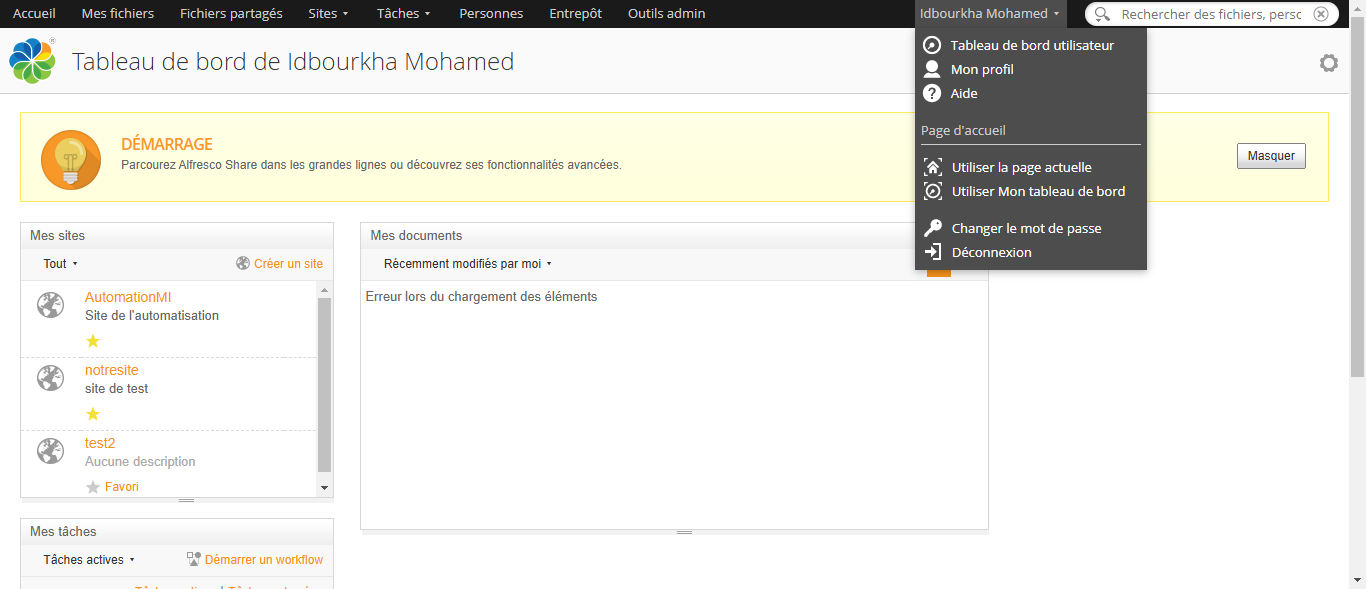 Accueil Mes fichiers Fichiers partagés Sites Tâches Personnes Entrepôt Outils admin Idbourkha Mohamed Rechercher des fichiers, persc
Tableau de bord de Idbourkha Mohamed
Tableau de bord utilisateur
Mon profil
Aide
Page d'accueil
Utiliser la page actuelle
Utiliser Mon tableau de bord
Changer le mot de passe
Déconnexion
DÉMARRAGE
Parcourez Alfresco Share dans les grandes lignes ou découvrez ses fonctionnalités avancées.
Masquer
Mes sites
Tout Créer un site
AutomationMI
Site de l'automatisation
notresite
site de test
test2
Aucune description
Favori
Mes documents
Récemment modifiés par moi
Erreur lors du chargement des éléments
Mes tâches
Tâches actives Démarrer un workflow